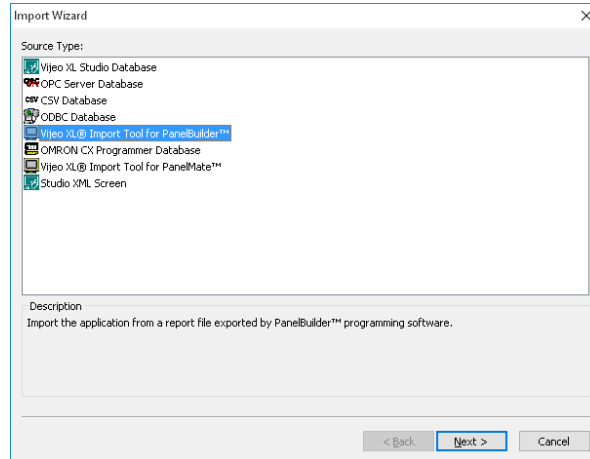 Import Wizard
Source Type:
Vijeo XL Studio Database
OPC Server Database
CSV Database
ODBC Database
Vijeo XL® Import Tool for PanelBuilder™
OMRON CX Programmer Database
Vijeo XL® Import Tool for PanelMate™
Studio XML Screen
Description
Import the application from a report file exported by PanelBuilder™ programming software.
< Back Next > Cancel